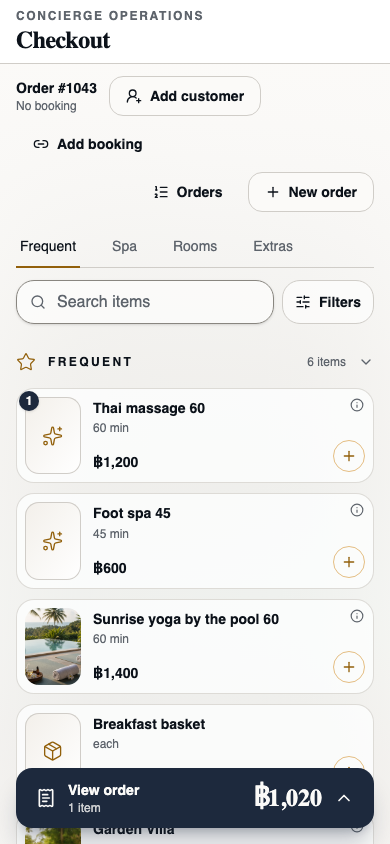 CONCIERGE OPERATIONS
Checkout
Order #1043
No booking
Add customer
Add booking
Orders
New order
Frequent Spa Rooms Extras
Search items
Filters
FREQUENT
6 items
1
Thai massage 60
60 min
฿1,200
Foot spa 45
45 min
฿600
Sunrise yoga by the pool 60
60 min
฿1,400
Breakfast basket
each
View order
1 item
฿1,020
Garden Villa